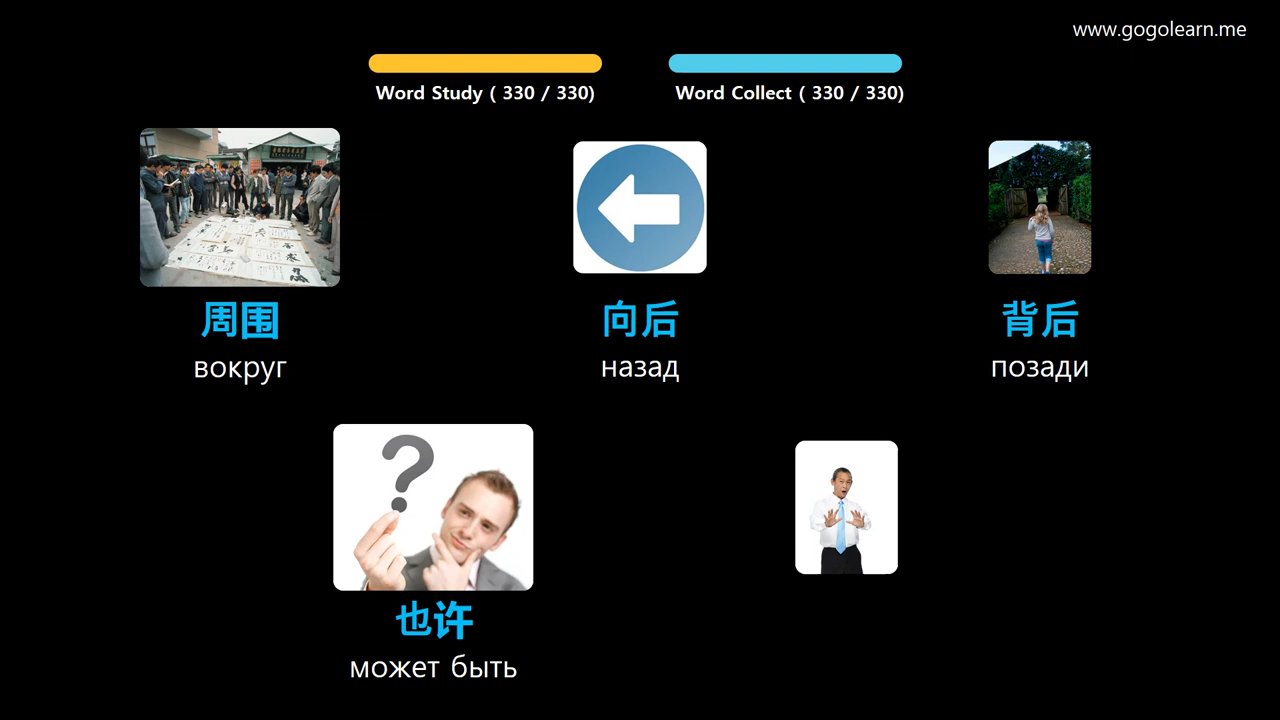 www.gogolearn.me
Word Study ( 330 / 330)
Word Collect ( 330 / 330)
周围
вокруг
向后
назад
背后
позади
也许
может быть